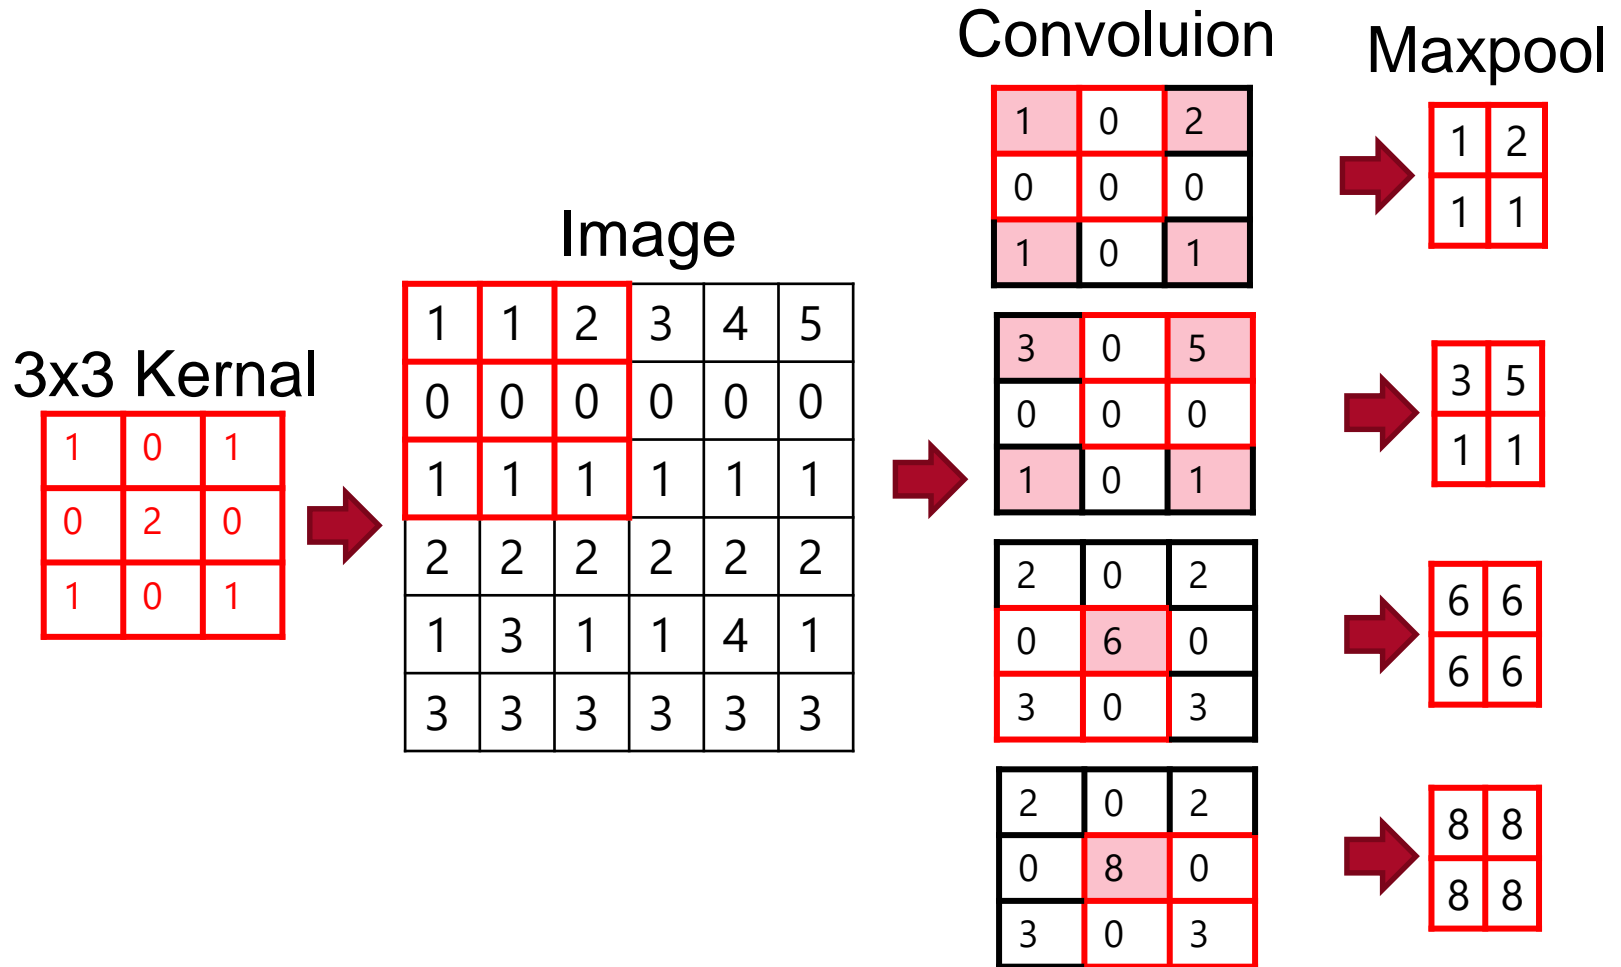 3x3 Kernal
1 0 1
0 2 0
1 0 1
Image
1 1 2 3 4 5
0 0 0 0 0 0
1 1 1 1 1 1
2 2 2 2 2 2
1 3 1 1 4 1
3 3 3 3 3 3
Convoluion
1 0 2
0 0 0
1 0 1
3 0 5
0 0 0
1 0 1
2 0 2
0 6 0
3 0 3
2 0 2
0 8 0
3 0 3
Maxpool
1 2
1 1
3 5
1 1
6 6
6 6
8 8
8 8